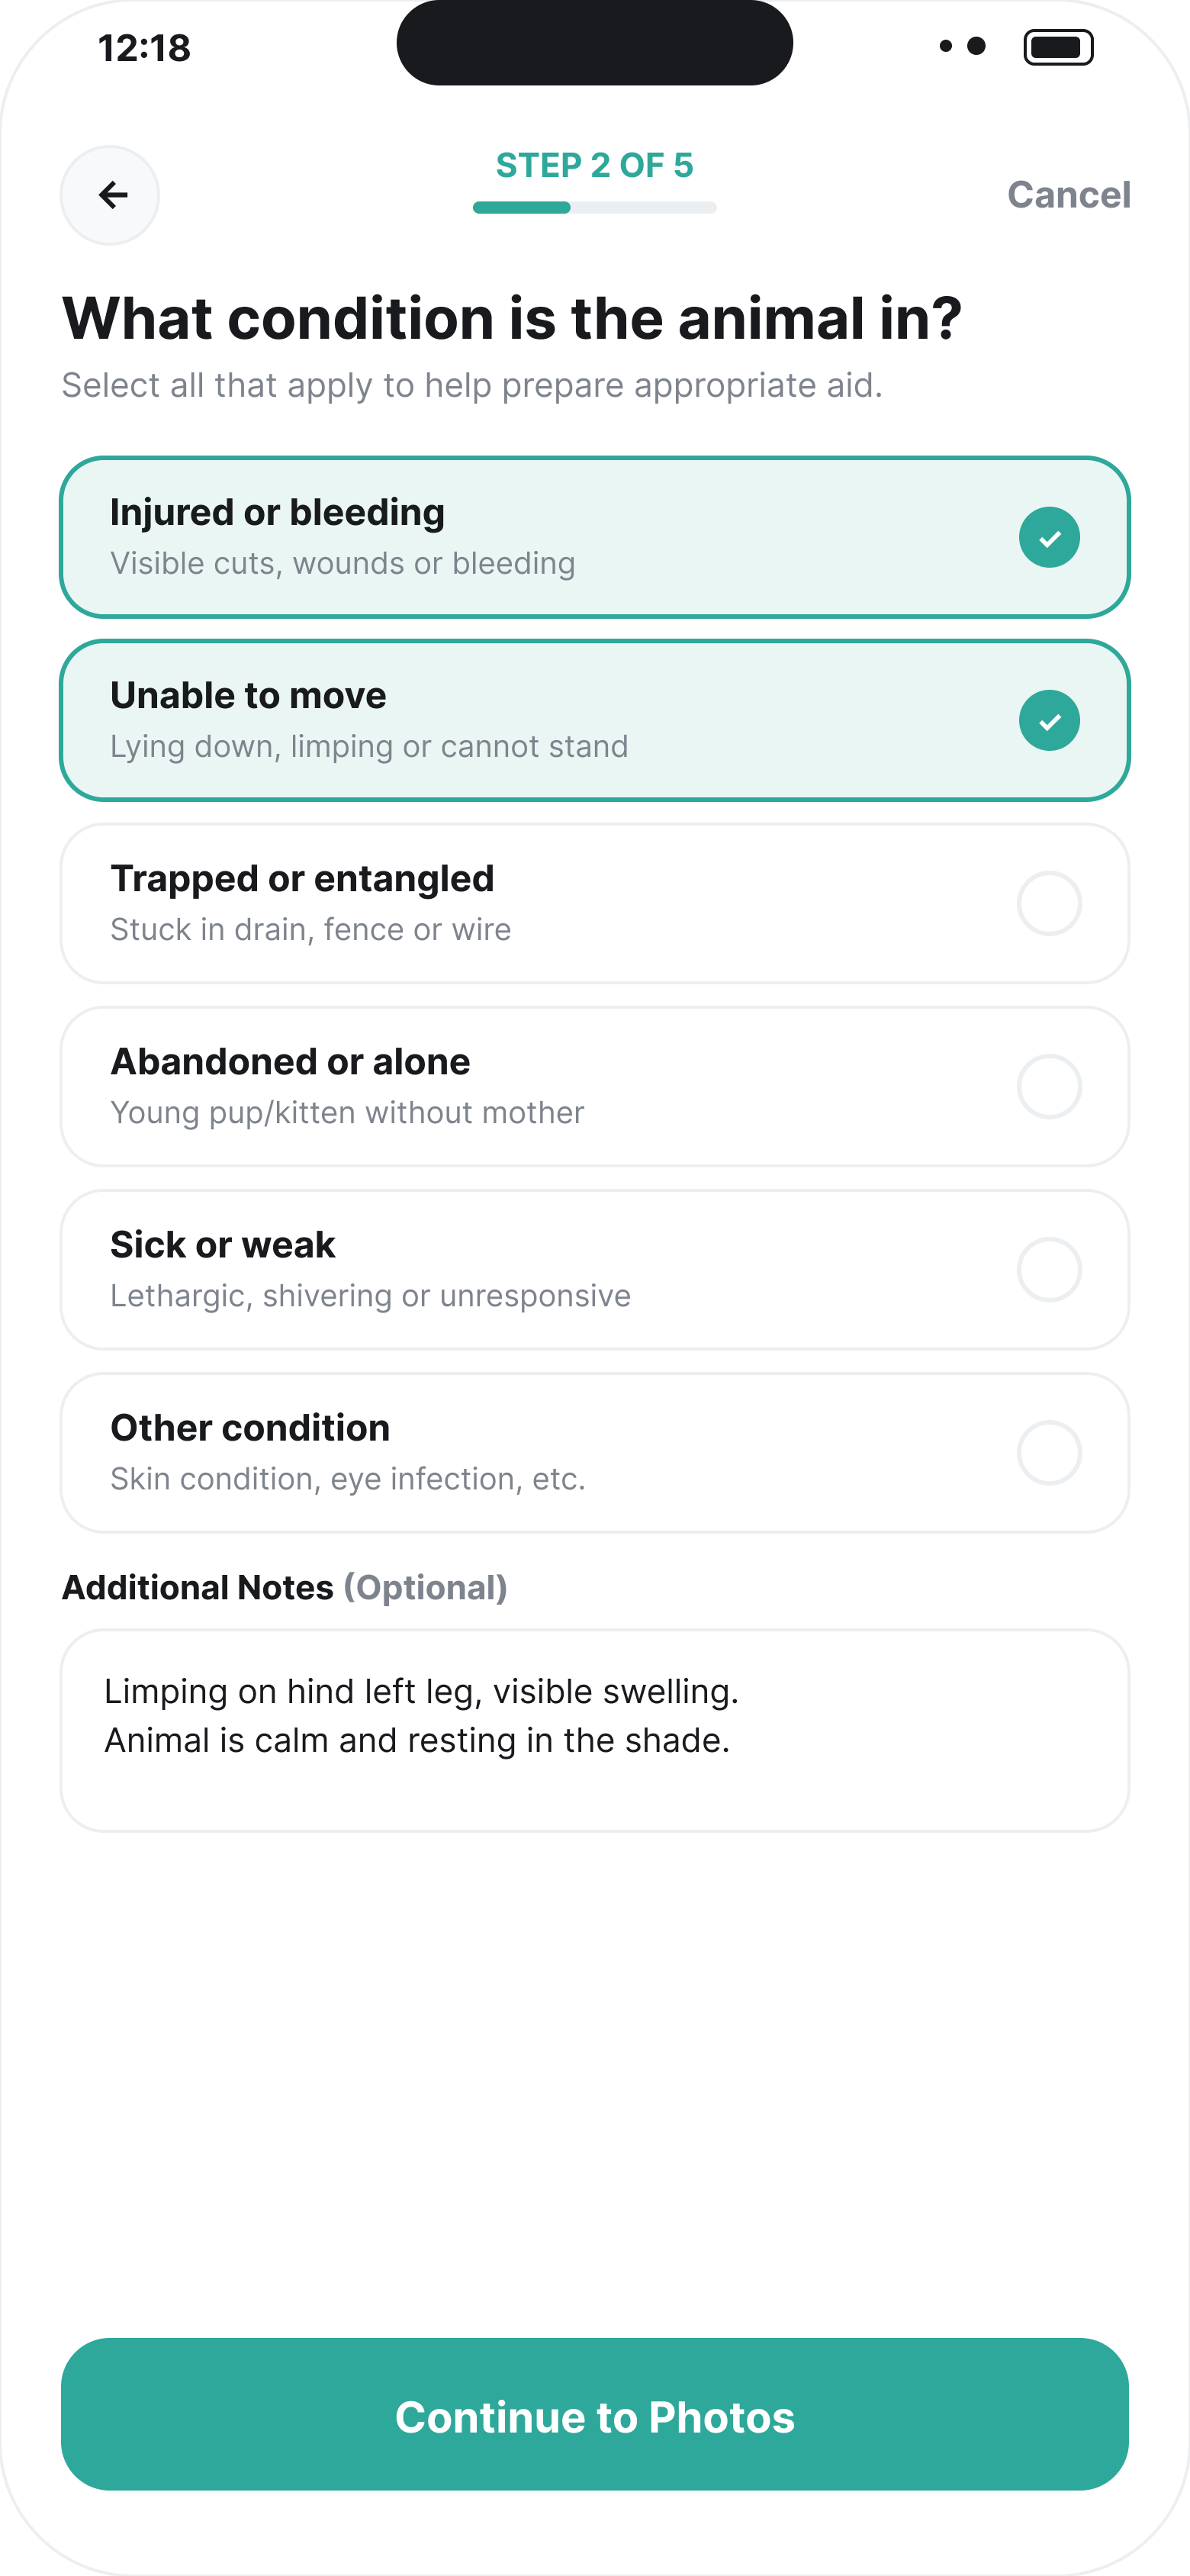 12:18
STEP 2 OF 5
Cancel
What condition is the animal in?
Select all that apply to help prepare appropriate aid.
Injured or bleeding
Visible cuts, wounds or bleeding
Unable to move
Lying down, limping or cannot stand
Trapped or entangled
Stuck in drain, fence or wire
Abandoned or alone
Young pup/kitten without mother
Sick or weak
Lethargic, shivering or unresponsive
Other condition
Skin condition, eye infection, etc.
Additional Notes (Optional)
Limping on hind left leg, visible swelling.
Animal is calm and resting in the shade.
Continue to Photos